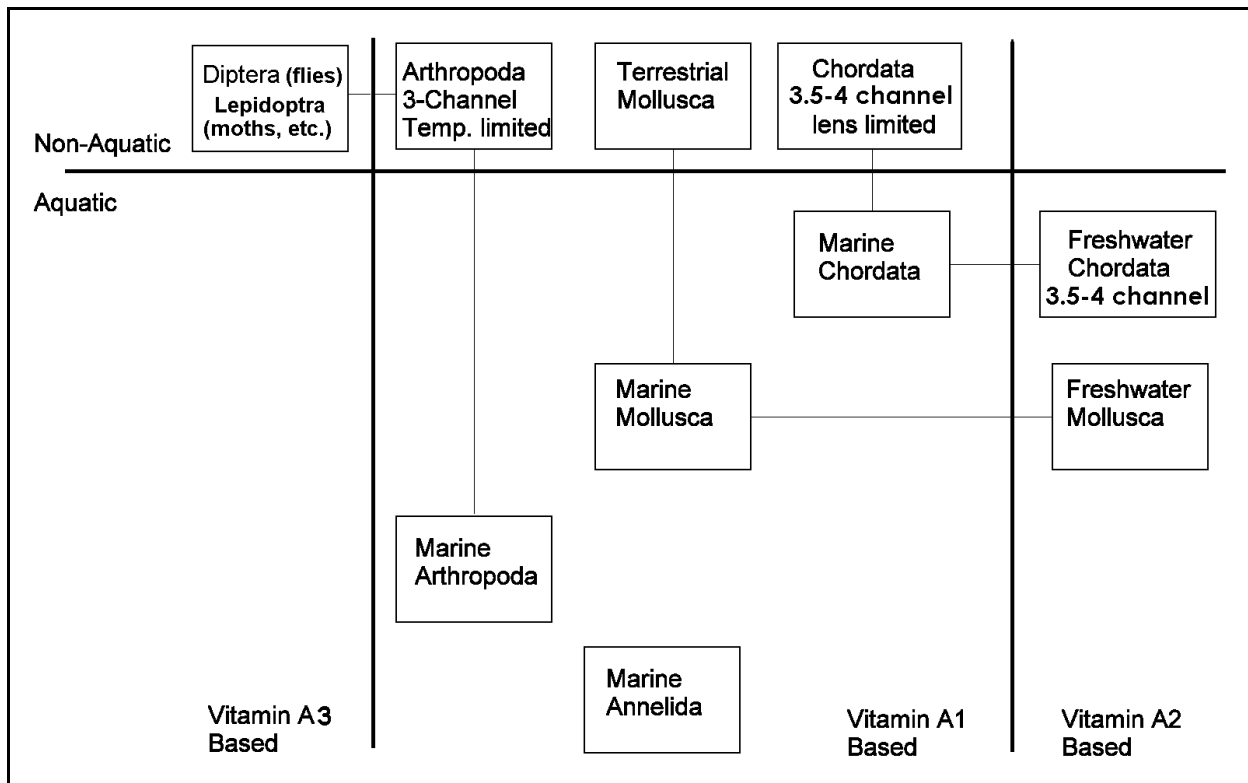 Diptera (flies)
Lepidoptra
(moths, etc.)
Arthropoda
3-Channel
Temp. limited
Terrestrial
Mollusca
Chordata
3.5-4 channel
lens limited
Non-Aquatic
Aquatic
Marine
Chordata
Freshwater
Chordata
3.5-4 channel
Marine
Mollusca
Freshwater
Mollusca
Marine
Arthropoda
Marine
Annelida
Vitamin A3
Based
Vitamin A1
Based
Vitamin A2
Based